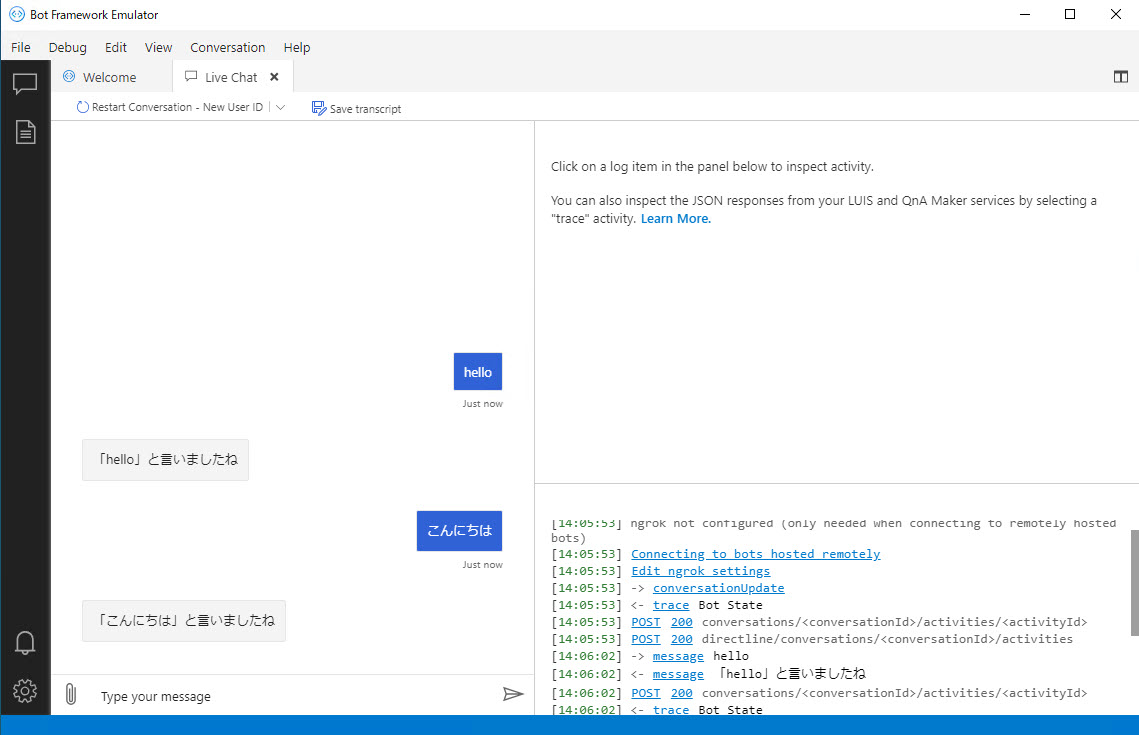 Bot Framework Emulator
File Debug Edit View Conversation Help
Welcome
Live Chat
Restart Conversation - New User ID
Save transcript
hello
Just now
「hello」と言いましたね
こんにちは
Just now
「こんにちは」と言いましたね
Type your message
Click on a log item in the panel below to inspect activity.
You can also inspect the JSON responses from your LUIS and QnA Maker services by selecting a
"trace" activity. Learn More.
[14:05:53] ngrok not configured (only needed when connecting to remotely hosted
bots)
[14:05:53] Connecting to bots hosted remotely
[14:05:53] Edit ngrok settings
[14:05:53] -> conversationUpdate
[14:05:53] <- trace Bot State
[14:05:53] POST 200 conversations/<conversationId>/activities/<activityId>
[14:05:53] POST 200 directline/conversations/<conversationId>/activities
[14:06:02] -> message hello
[14:06:02] <- message 「hello」と言いましたね
[14:06:02] POST 200 conversations/<conversationId>/activities/<activityId>
[14:06:02] <- trace Bot State